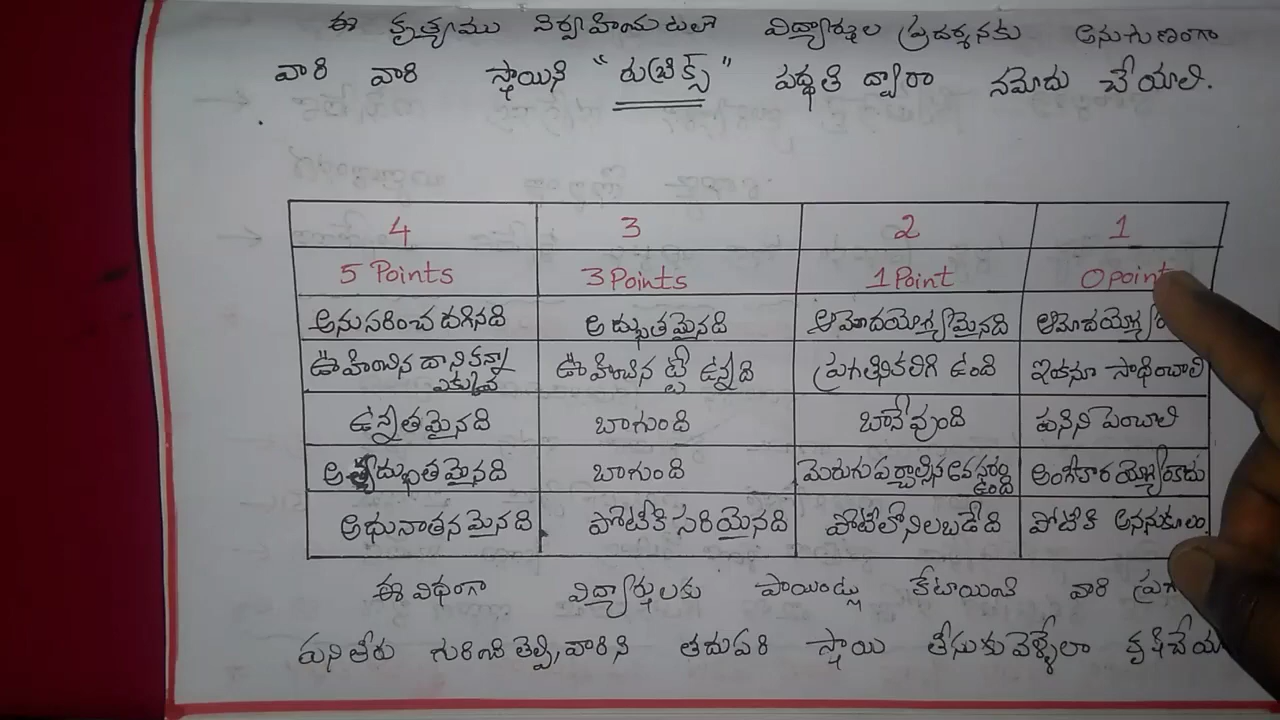 ఈ కృత్యము నిర్వహించుటలో విద్యార్థుల ప్రదర్శనకు అనుగుణంగా
వారి వారి స్థాయిని "రుబ్రిక్స్" పద్ధతి ద్వారా నమోదు చేయాలి.
4 3 2 1
5 Points 3 Points 1 Point 0 point
అనుసరించ దగినది అద్భుతమైనది ఆమోదయోగ్యమైనది
ఊహించిన దానికన్నా ఎక్కువ ఊహించినట్టే ఉన్నది ప్రగతిని కలిగి ఉంది ఇంకనూ సాధించాలి
ఉన్నతమైనది బాగుంది బానే వుంది పనిని పెంచాలి
అత్యద్భుతమైనది బాగుంది మెరుగు పర్చాల్సిన అవసరం ఉంది అంగీకార యోగ్యంకాదు
అధునాతనమైనది పోటీకి సరియైనది పోటీలో నిలబడేది పోటీకి అననుకూలం
ఈ విధంగా విద్యార్థులకు పాయింట్లు కేటాయించి వారి
పనితీరు గురించి తెల్పి, వారిని తదుపరి స్థాయి తీసుకువెళ్ళేలా